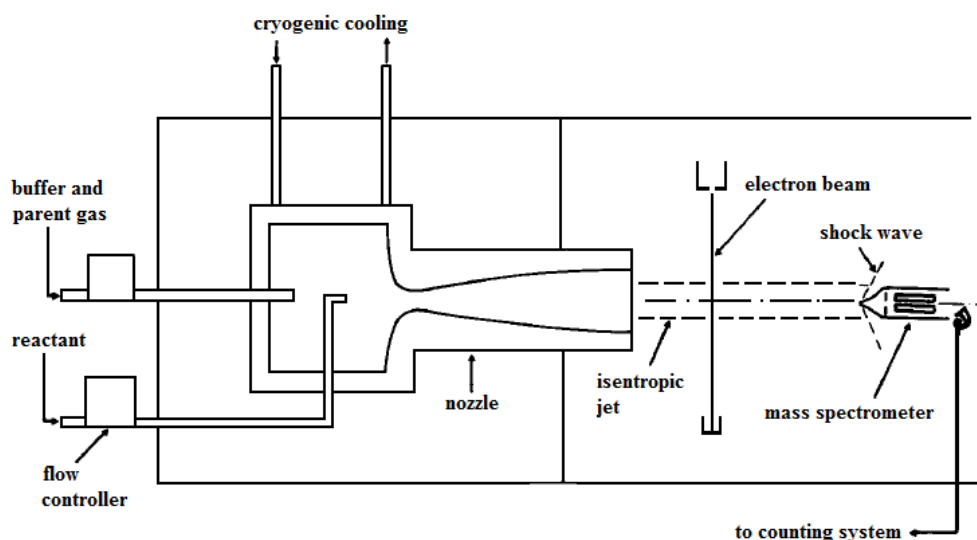 cryogenic cooling
buffer and
parent gas
electron beam
shock wave
reactant
isentropic
jet
nozzle
mass spectrometer
flow
controller
to counting system